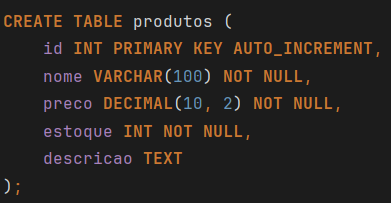 CREATE TABLE produtos (
    id INT PRIMARY KEY AUTO_INCREMENT,
    nome VARCHAR(100) NOT NULL,
    preco DECIMAL(10, 2) NOT NULL,
    estoque INT NOT NULL,
    descricao TEXT
);